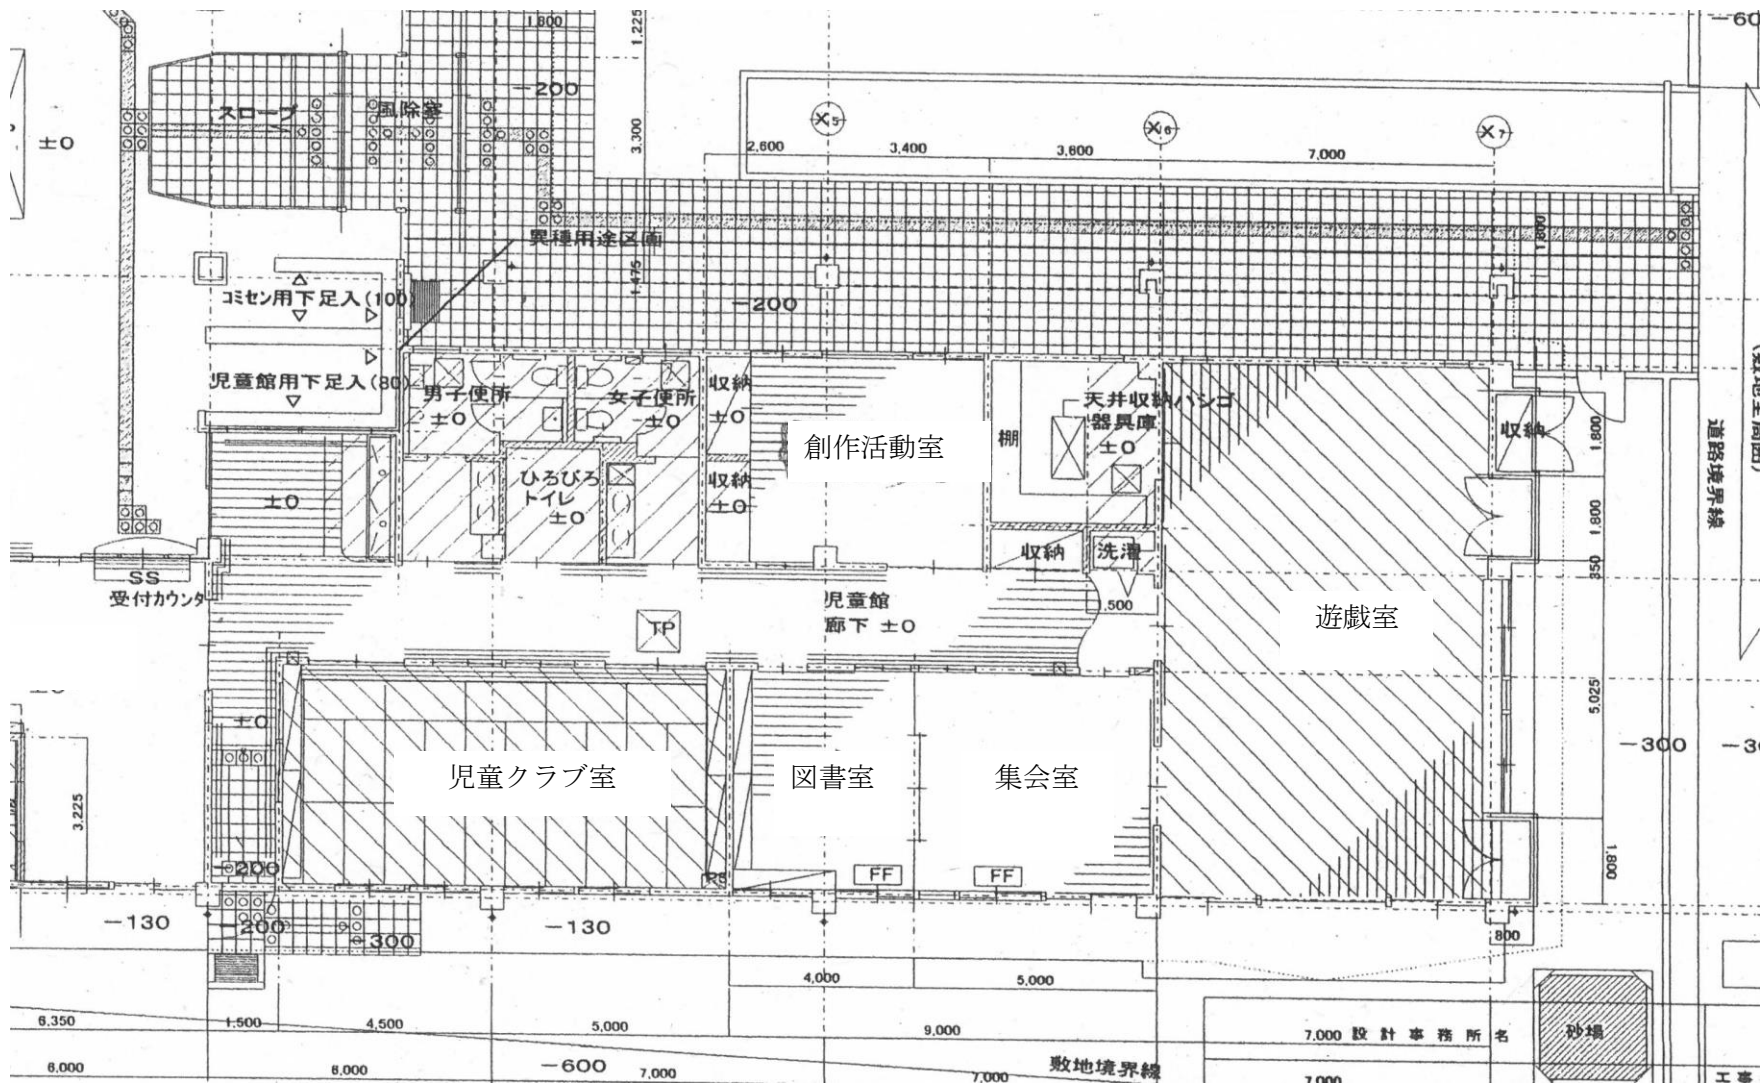 1,800
1,225
-60
-200
スロープ
風除室
±0
3,300
X5
X6
X7
2,600
3,400
3,600
7,000
異種用途区画
1,475
1,800
-200
コミセン用下足入(100)
児童館用下足入(80)
男子便所
±0
女子便所
±0
収納
±0
創作活動室
棚
天井収納ハシゴ
器具庫
±0
収納
1,800
道路境界線
±0
ひろびろ
トイレ
±0
収納
±0
収納
洗濯
1,800
350
SS
受付カウンタ
児童館
廊下 ±0
TP
1,500
遊戯室
5,025
±0
-300
児童クラブ室
図書室
集会室
3,225
-200
FF
FF
1,800
-130
-200
300
-130
800
4,000
5,000
6,350
1,500
4,500
5,000
9,000
7,000
設計事務所名
砂場
6,000
8,000
-600
7,000
敷地境界線
7,000
7,000